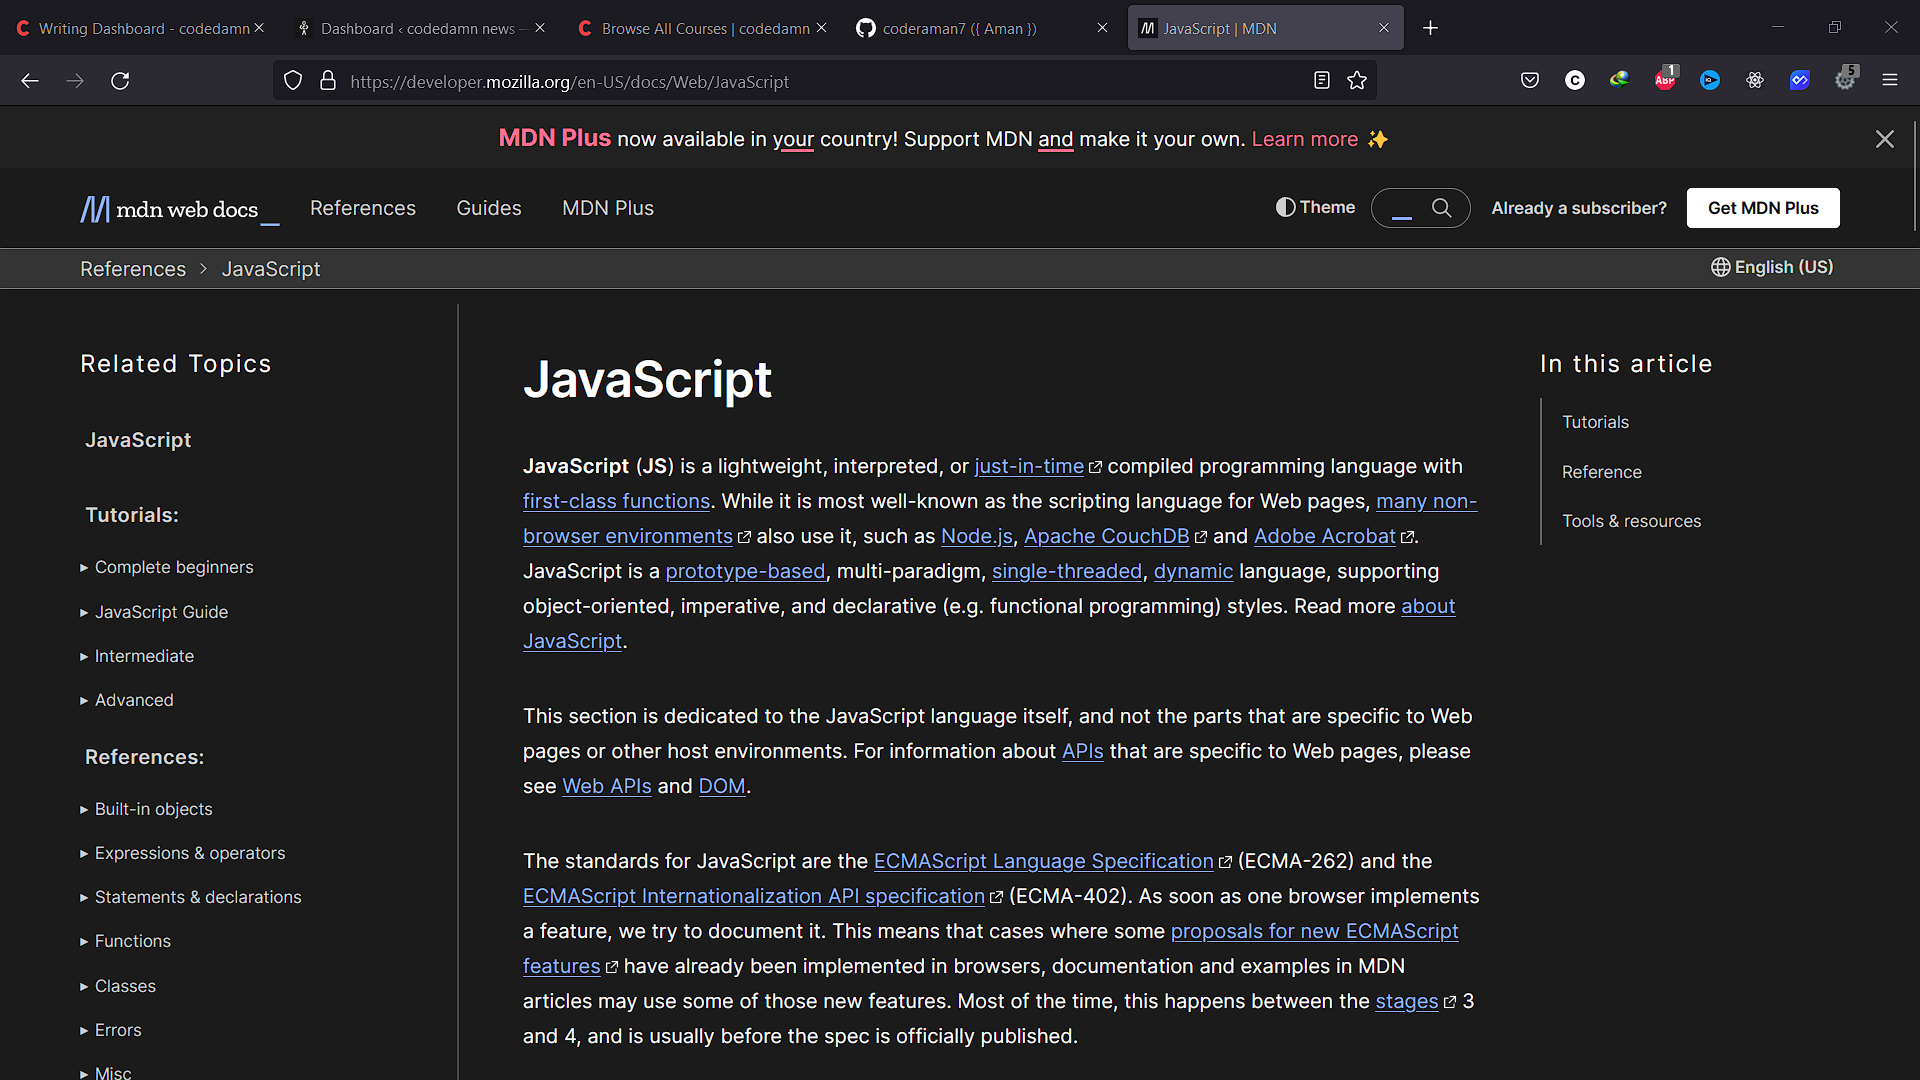 Writing Dashboard - codedamn
Dashboard ‹ codedamn news —
Browse All Courses | codedamn
coderaman7 ({ Aman })
JavaScript | MDN
https://developer.mozilla.org/en-US/docs/Web/JavaScript
C
ABP
1
5
MDN Plus now available in your country! Support MDN and make it your own. Learn more ✨
mdn web docs_
References
Guides
MDN Plus
Theme
Already a subscriber?
Get MDN Plus
References > JavaScript
English (US)
Related Topics
JavaScript
Tutorials:
▸ Complete beginners
▸ JavaScript Guide
▸ Intermediate
▸ Advanced
References:
▸ Built-in objects
▸ Expressions & operators
▸ Statements & declarations
▸ Functions
▸ Classes
▸ Errors
▸ Misc
JavaScript
JavaScript (JS) is a lightweight, interpreted, or just-in-time compiled programming language with
first-class functions. While it is most well-known as the scripting language for Web pages, many non-
browser environments also use it, such as Node.js, Apache CouchDB and Adobe Acrobat.
JavaScript is a prototype-based, multi-paradigm, single-threaded, dynamic language, supporting
object-oriented, imperative, and declarative (e.g. functional programming) styles. Read more about
JavaScript.
This section is dedicated to the JavaScript language itself, and not the parts that are specific to Web
pages or other host environments. For information about APIs that are specific to Web pages, please
see Web APIs and DOM.
The standards for JavaScript are the ECMAScript Language Specification (ECMA-262) and the
ECMAScript Internationalization API specification (ECMA-402). As soon as one browser implements
a feature, we try to document it. This means that cases where some proposals for new ECMAScript
features have already been implemented in browsers, documentation and examples in MDN
articles may use some of those new features. Most of the time, this happens between the stages 3
and 4, and is usually before the spec is officially published.
In this article
Tutorials
Reference
Tools & resources